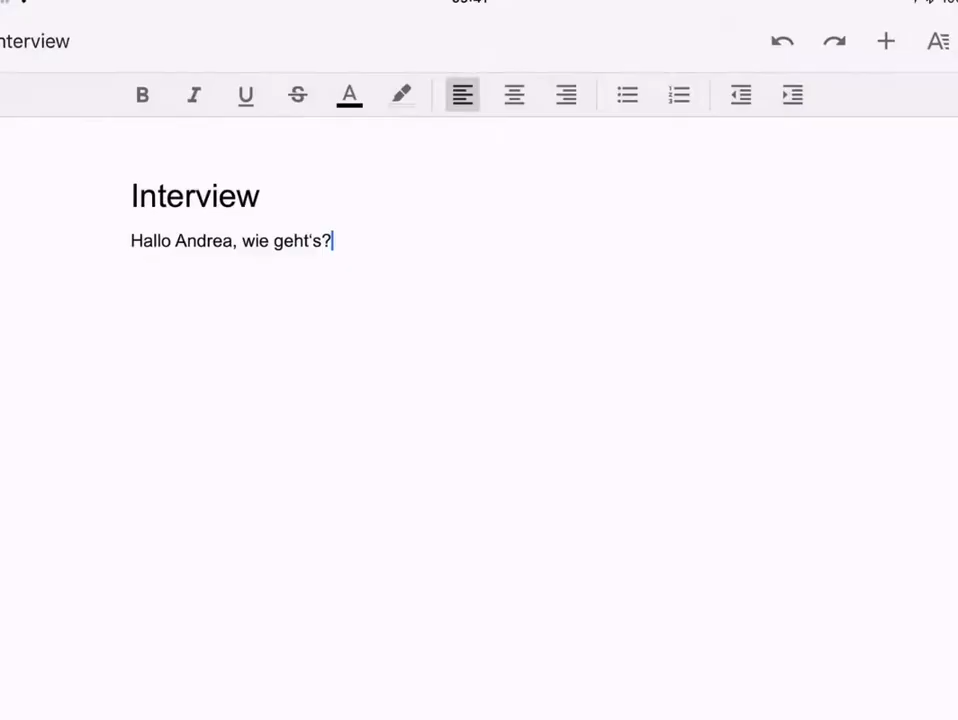 nterview
B I U S A
A
Interview
Hallo Andrea, wie geht‘s?